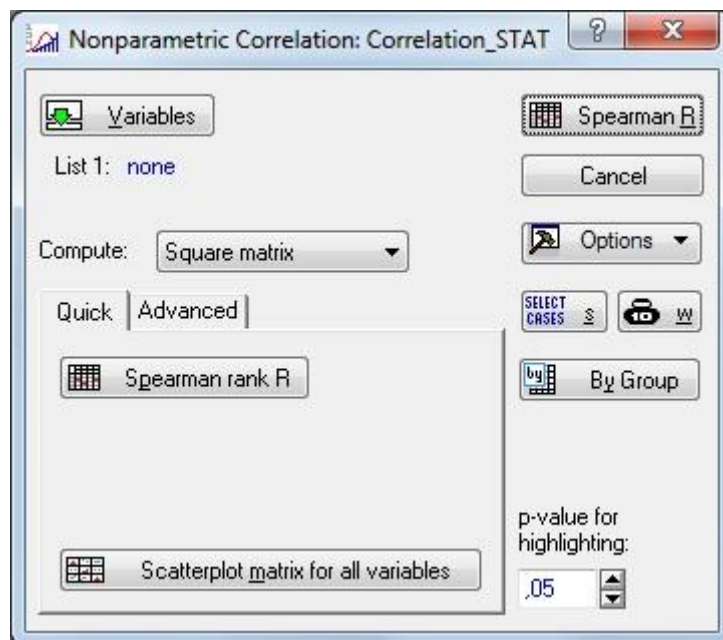 Nonparametric Correlation: Correlation_STAT
?
Variables
Spearman R
List 1: none
Cancel
Compute: Square matrix
Options
Quick
Advanced
SELECT CASES S
W
Spearman rank R
by
By Group
p-value for
highlighting:
Scatterplot matrix for all variables
,05